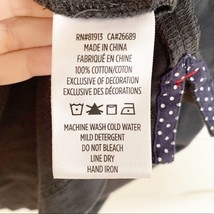 RN#81913 CA#26689
MADE IN CHINA
FABRIQUÉ EN CHINE
100% COTTON/COTON
EXCLUSIVE OF DECORATION
EXCLUSIVE DES DÉCORATIONS
MACHINE WASH COLD WATER
MILD DETERGENT
DO NOT BLEACH
LINE DRY
HAND IRON